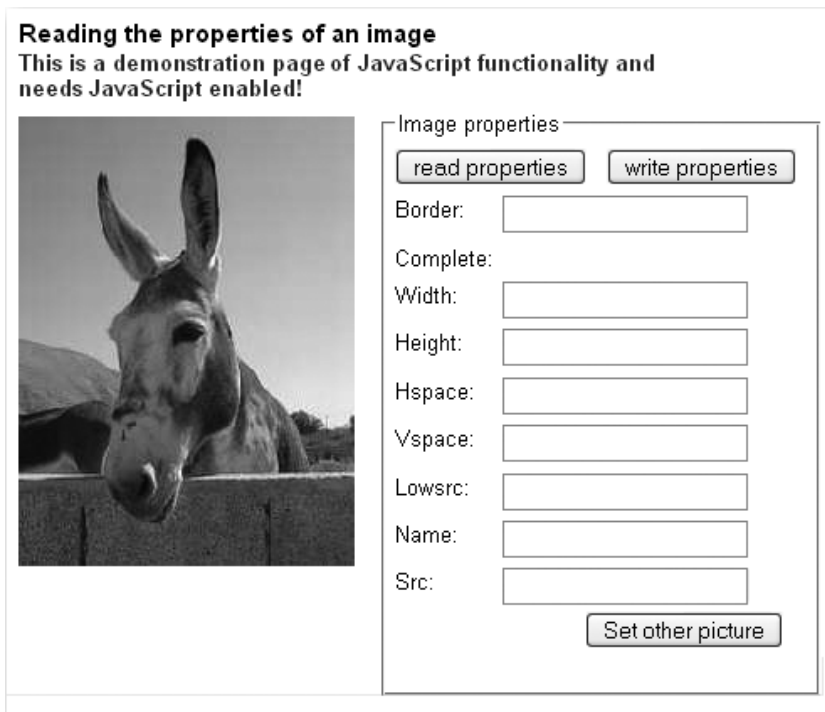 Reading the properties of an image
This is a demonstration page of JavaScript functionality and
needs JavaScript enabled!
Image properties
read properties
write properties
Border:
Complete:
Width:
Height:
Hspace:
Vspace:
Lowsrc:
Name:
Src:
Set other picture